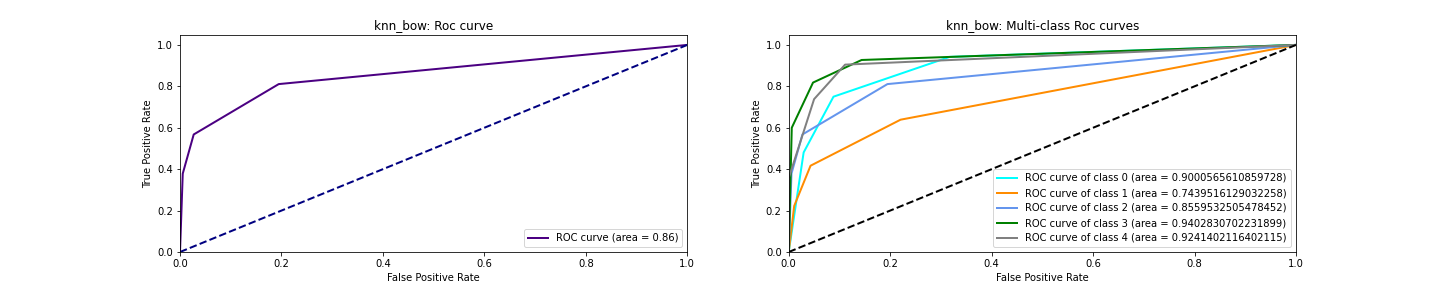 knn_bow: Roc curve
True Positive Rate
1.0
0.8
0.6
0.4
0.2
0.0
0.0 0.2 0.4 0.6 0.8 1.0
False Positive Rate
ROC curve (area = 0.86)
knn_bow: Multi-class Roc curves
True Positive Rate
1.0
0.8
0.6
0.4
0.2
0.0
0.0 0.2 0.4 0.6 0.8 1.0
False Positive Rate
ROC curve of class 0 (area = 0.9000565610859728)
ROC curve of class 1 (area = 0.7439516129032258)
ROC curve of class 2 (area = 0.8559532505478452)
ROC curve of class 3 (area = 0.9402830702231899)
ROC curve of class 4 (area = 0.9241402116402115)